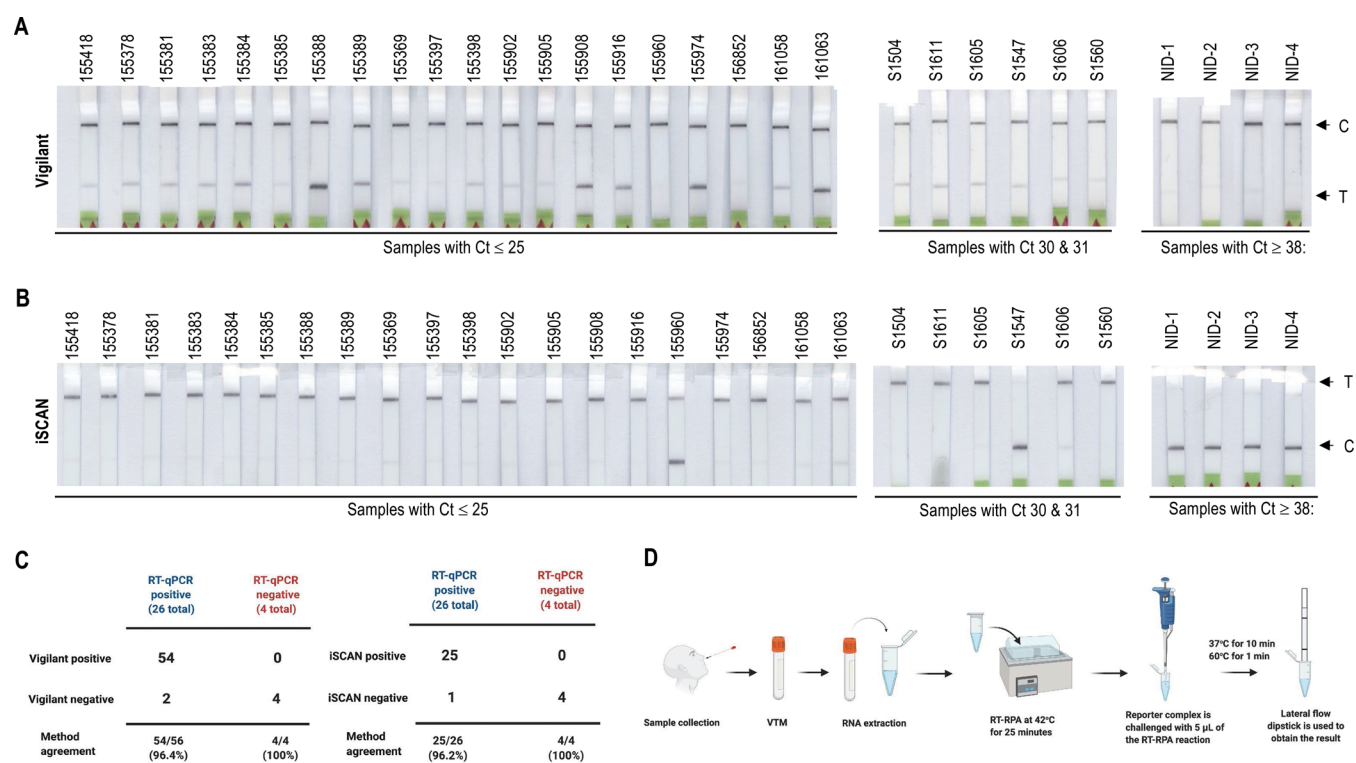 A
155418 155378 155381 155383 155384 155385 155388 155389 155369 155397 155398 155902 155905 155908 155916 155960 155974 156852 161058 161063
S1504 S1611 S1605 S1547 S1606 S1560
NID-1 NID-2 NID-3 NID-4
Vigilant
C
T
Samples with Ct ≤ 25
Samples with Ct 30 & 31
Samples with Ct ≥ 38:
B
155418 155378 155381 155383 155384 155385 155388 155389 155369 155397 155398 155902 155905 155908 155916 155960 155974 156852 161058 161063
S1504 S1611 S1605 S1547 S1606 S1560
NID-1 NID-2 NID-3 NID-4
iSCAN
T
C
Samples with Ct ≤ 25
Samples with Ct 30 & 31
Samples with Ct ≥ 38:
C
RT-qPCR positive (26 total)
RT-qPCR negative (4 total)
Vigilant positive 54 0
Vigilant negative 2 4
Method agreement 54/56 (96.4%) 4/4 (100%)
RT-qPCR positive (26 total)
RT-qPCR negative (4 total)
iSCAN positive 25 0
iSCAN negative 1 4
Method agreement 25/26 (96.2%) 4/4 (100%)
D
Sample collection
VTM
RNA extraction
RT-RPA at 42°C
for 25 minutes
Reporter complex is
challenged with 5 µL of
the RT-RPA reaction
37°C for 10 min
60°C for 1 min
Lateral flow
dipstick is used to
obtain the result